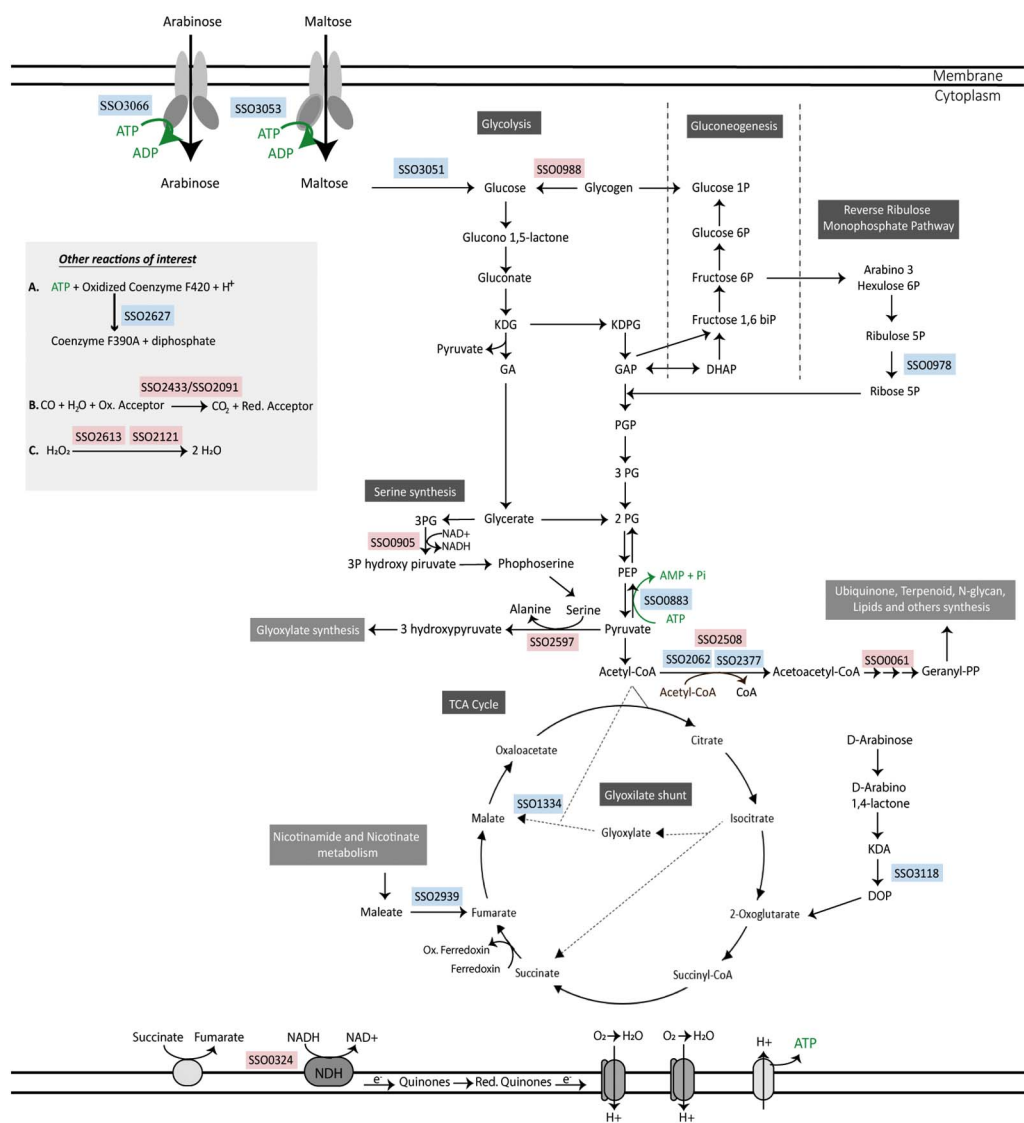 Arabinose
Maltose
Membrane
Cytoplasm
SSO3066
SSO3053
ATP
ADP
ATP
ADP
Arabinose
Maltose
Glycolysis
Gluconeogenesis
SSO3051
SSO0988
Glucose
Glycogen
Glucose 1P
Reverse Ribulose
Monophosphate Pathway
Glucono 1,5-lactone
Glucose 6P
Gluconate
Fructose 6P
Arabino 3
Hexulose 6P
KDG
KDPG
Fructose 1,6 biP
Ribulose 5P
Pyruvate
GA
GAP
DHAP
SSO0978
Ribose 5P
Other reactions of interest
A. ATP + Oxidized Coenzyme F420 + H+
SSO2627
Coenzyme F390A + diphosphate
SSO2433/SSO2091
B. CO + H2O + Ox. Acceptor CO2 + Red. Acceptor
SSO2613 SSO2121
C. H2O2 2 H2O
PGP
3 PG
Serine synthesis
3PG
Glycerate
2 PG
SSO0905
NAD+
NADH
3P hydroxy piruvate
Phophoserine
PEP
AMP + Pi
SSO0883
ATP
Ubiquinone, Terpenoid, N-glycan,
Lipids and others synthesis
Alanine
Serine
Glyoxylate synthesis
3 hydroxypyruvate
SSO2597
Pyruvate
SSO2508
SSO2062 SSO2377
SSO0061
Acetyl-CoA
Acetoacetyl-CoA
Geranyl-PP
Acetyl-CoA
CoA
TCA Cycle
Oxaloacetate
Citrate
D-Arabinose
SSO1334
Glyoxilate shunt
D-Arabino
1,4-lactone
Malate
Glyoxylate
Isocitrate
Nicotinamide and Nicotinate
metabolism
KDA
SSO3118
SSO2939
DOP
Maleate
Fumarate
2-Oxoglutarate
Ox. Ferredoxin
Ferredoxin
Succinate
Succinyl-CoA
Succinate
Fumarate
NADH
NAD+
O2 H2O
O2 H2O
H+
ATP
SSO0324
NDH
e-
Quinones
Red. Quinones
e-
H+
H+